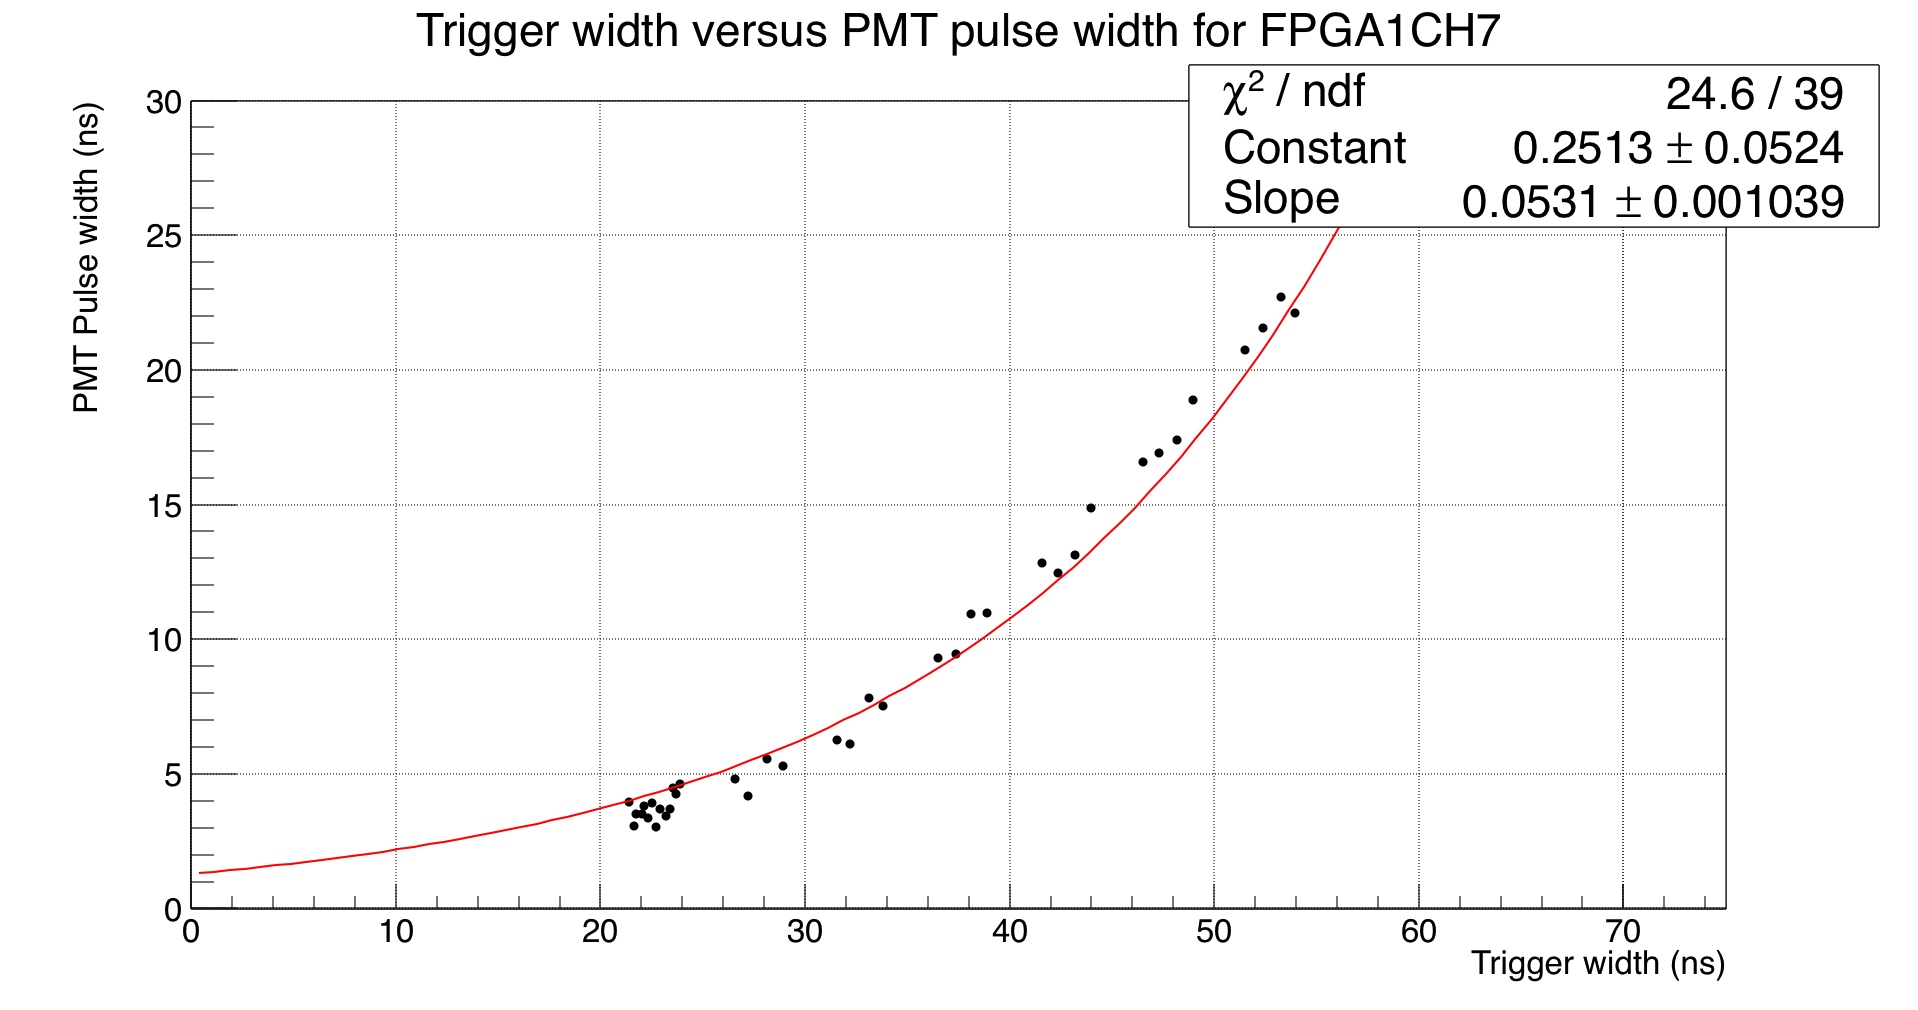 Trigger width versus PMT pulse width for FPGA1CH7
χ² / ndf 24.6 / 39
Constant 0.2513 ± 0.0524
Slope 0.0531 ± 0.001039
PMT Pulse width (ns)
30
25
20
15
10
5
0
0 10 20 30 40 50 60 70
Trigger width (ns)